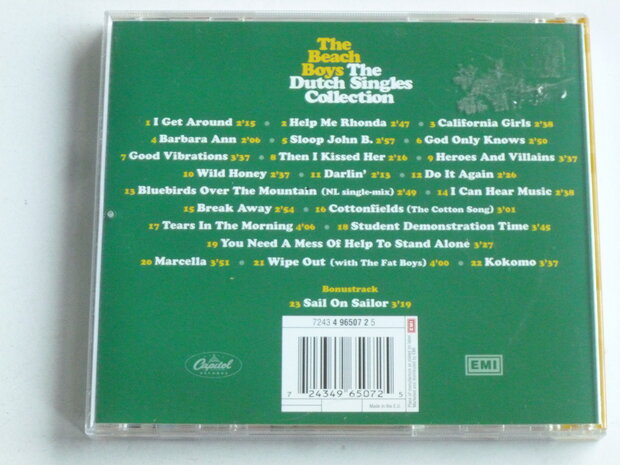 The
Beach
Boys The
Dutch Singles
Collection
1 I Get Around 2'15 • 2 Help Me Rhonda 2'47 • 3 California Girls 2'38
4 Barbara Ann 2'06 • 5 Sloop John B. 2'57 • 6 God Only Knows 2'50
7 Good Vibrations 3'37 • 8 Then I Kissed Her 2'16 • 9 Heroes And Villains 3'37
10 Wild Honey 2'37 • 11 Darlin' 2'13 • 12 Do It Again 2'26
13 Bluebirds Over The Mountain (NL single-mix) 2'49 • 14 I Can Hear Music 2'38
15 Break Away 2'54 • 16 Cottonfields (The Cotton Song) 3'01
17 Tears In The Morning 4'06 • 18 Student Demonstration Time 3'45
19 You Need A Mess Of Help To Stand Alone 3'27
20 Marcella 3'51 • 21 Wipe Out (with The Fat Boys) 4'00 • 22 Kokomo 3'37
Bonustrack
23 Sail On Sailor 3'19
7243 4 96507 2 5
EMI
Capitol
RECORDS
EMI
7 24349 65072 5
Made in the E.U.